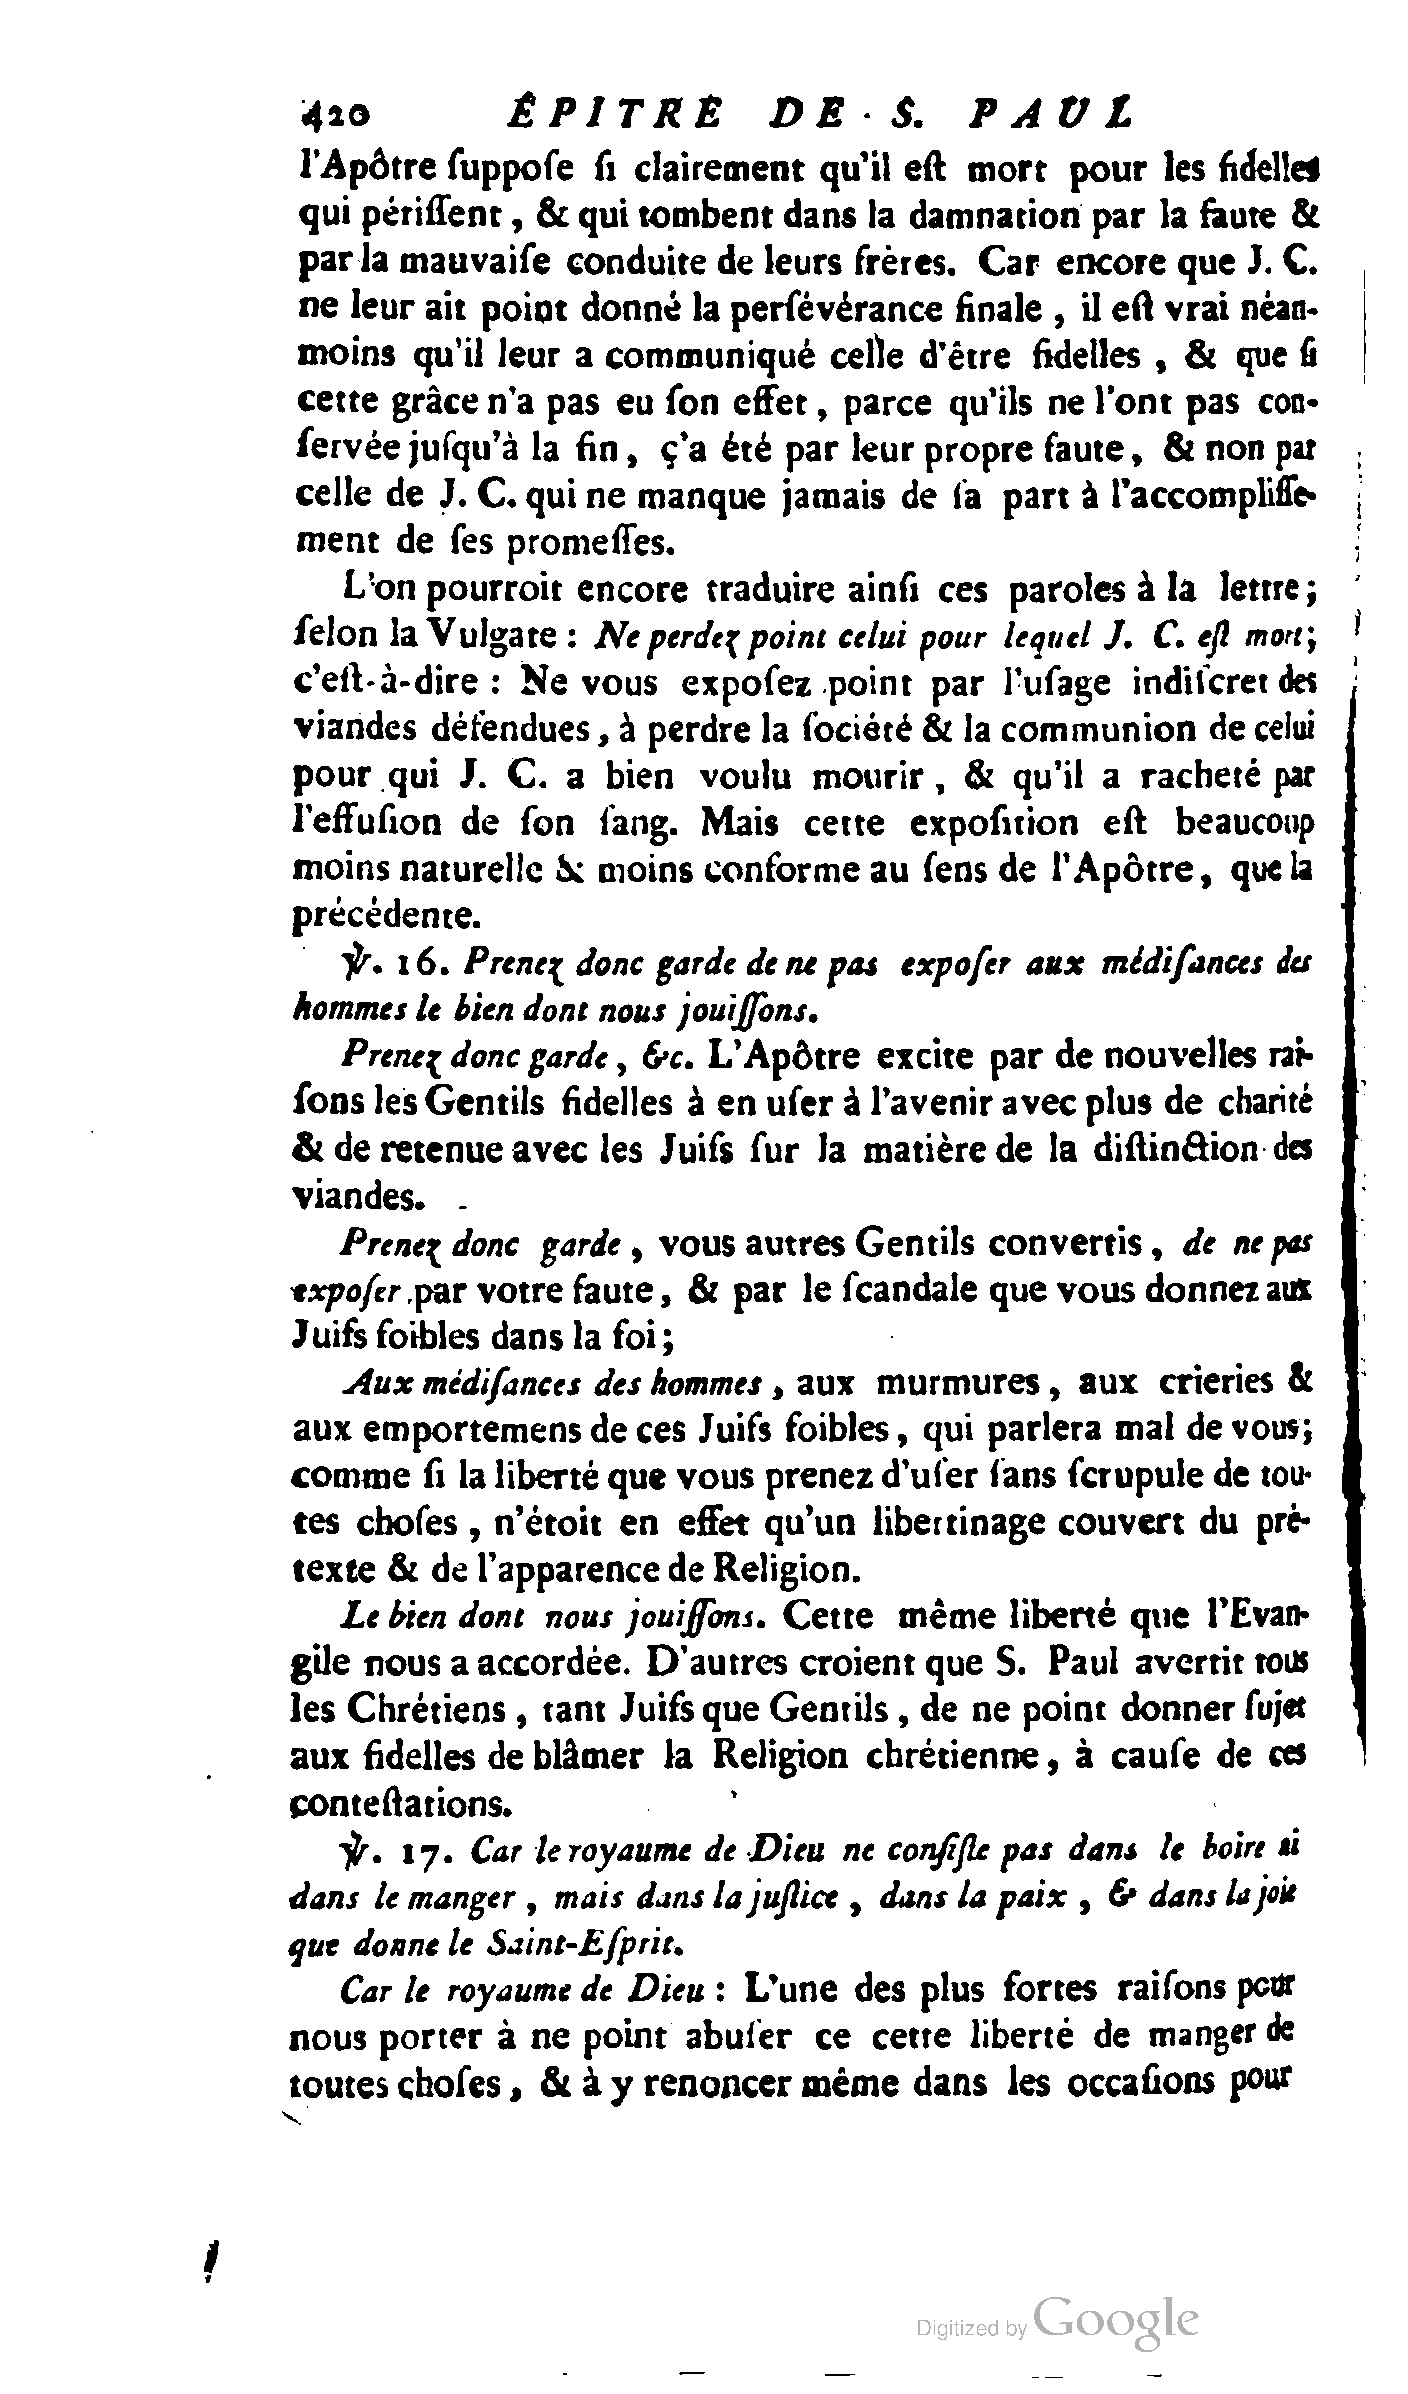 420 ÉPITRE DE S. PAUL
l'Apôtre ſuppoſe ſi clairement qu'il eſt mort pour les fidelles
qui périſſent, & qui tombent dans la damnation par la faute &
par la mauvaiſe conduite de leurs frères. Car encore que J. C.
ne leur ait point donné la perſévérance finale, il eſt vrai néan-
moins qu'il leur a communiqué celle d'être fidelles, & que ſi
cette grâce n'a pas eu ſon effet, parce qu'ils ne l'ont pas con-
ſervée juſqu'à la fin, ç'a été par leur propre faute, & non par
celle de J. C. qui ne manque jamais de ſa part à l'accompliſſe-
ment de ſes promeſſes.
L'on pourroit encore traduire ainſi ces paroles à la lettre;
ſelon la Vulgate : Ne perdez point celui pour lequel J. C. eſt mort;
c'eſt-à-dire : Ne vous expoſez point par l'uſage indiſcret des
viandes défendues, à perdre la ſociété & la communion de celui
pour qui J. C. a bien voulu mourir, & qu'il a racheté par
l'effuſion de ſon ſang. Mais cette expoſition eſt beaucoup
moins naturelle & moins conforme au ſens de l'Apôtre, que la
précédente.
℣. 16. Prenez donc garde de ne pas expoſer aux médiſances des
hommes le bien dont nous jouiſſons.
Prenez donc garde, &c. L'Apôtre excite par de nouvelles rai-
ſons les Gentils fidelles à en uſer à l'avenir avec plus de charité
& de retenue avec les Juifs ſur la matière de la diſtinction des
viandes.
Prenez donc garde, vous autres Gentils convertis, de ne pas
expoſer par votre faute, & par le ſcandale que vous donnez aux
Juifs foibles dans la foi;
Aux médiſances des hommes, aux murmures, aux crieries &
aux emportemens de ces Juifs foibles, qui parlera mal de vous;
comme ſi la liberté que vous prenez d'uſer ſans ſcrupule de tou-
tes choſes, n'étoit en effet qu'un libertinage couvert du pré-
texte & de l'apparence de Religion.
Le bien dont nous jouiſſons. Cette même liberté que l'Evan-
gile nous a accordée. D'autres croient que S. Paul avertit tous
les Chrétiens, tant Juifs que Gentils, de ne point donner ſujet
aux fidelles de blâmer la Religion chrétienne, à cauſe de ces
conteſtations.
℣. 17. Car le royaume de Dieu ne conſiſte pas dans le boire ni
dans le manger, mais dans la juſtice, dans la paix, & dans la joie
que donne le Saint-Eſprit.
Car le royaume de Dieu : L'une des plus fortes raiſons pour
nous porter à ne point abuſer ce cette liberté de manger de
toutes choſes, & à y renoncer même dans les occaſions pour
Digitized by Google